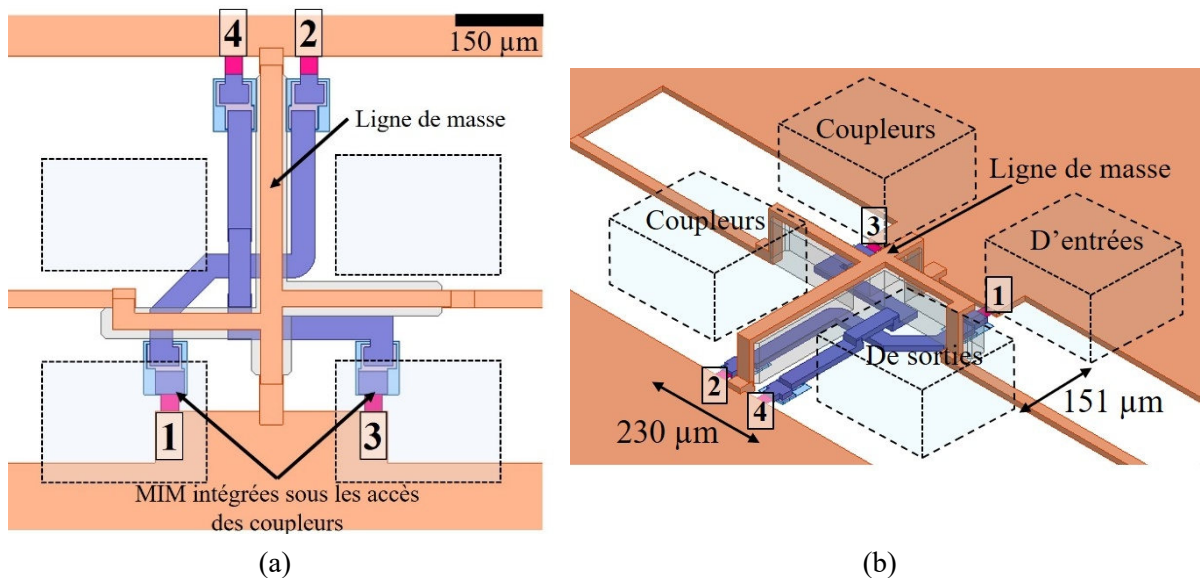 4
2
150 µm
Ligne de masse
1
3
MIM intégrées sous les accès
des coupleurs
(a)
Coupleurs
Ligne de masse
Coupleurs
3
D'entrées
1
De sorties
2
4
230 µm
151 µm
(b)